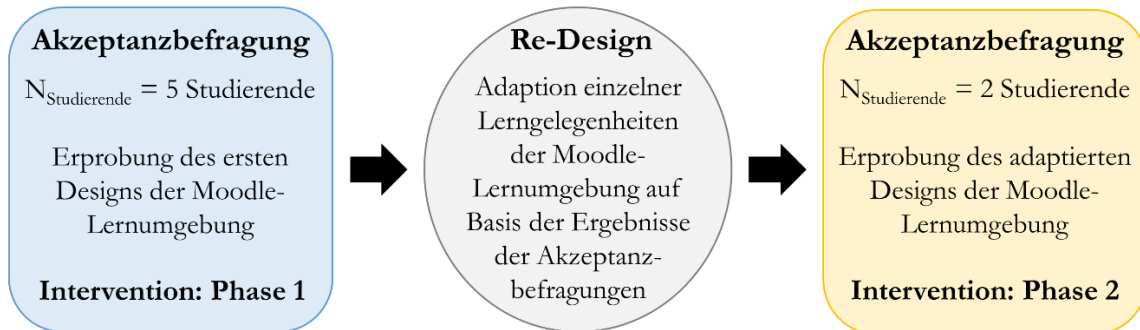 Akzeptanzbefragung
N_Studierende = 5 Studierende
Erprobung des ersten
Designs der Moodle-
Lernumgebung
Intervention: Phase 1
Re-Design
Adaption einzelner
Lerngelegenheiten
der Moodle-
Lernumgebung auf
Basis der Ergebnisse
der Akzeptanz-
befragungen
Akzeptanzbefragung
N_Studierende = 2 Studierende
Erprobung des adaptierten
Designs der Moodle-
Lernumgebung
Intervention: Phase 2